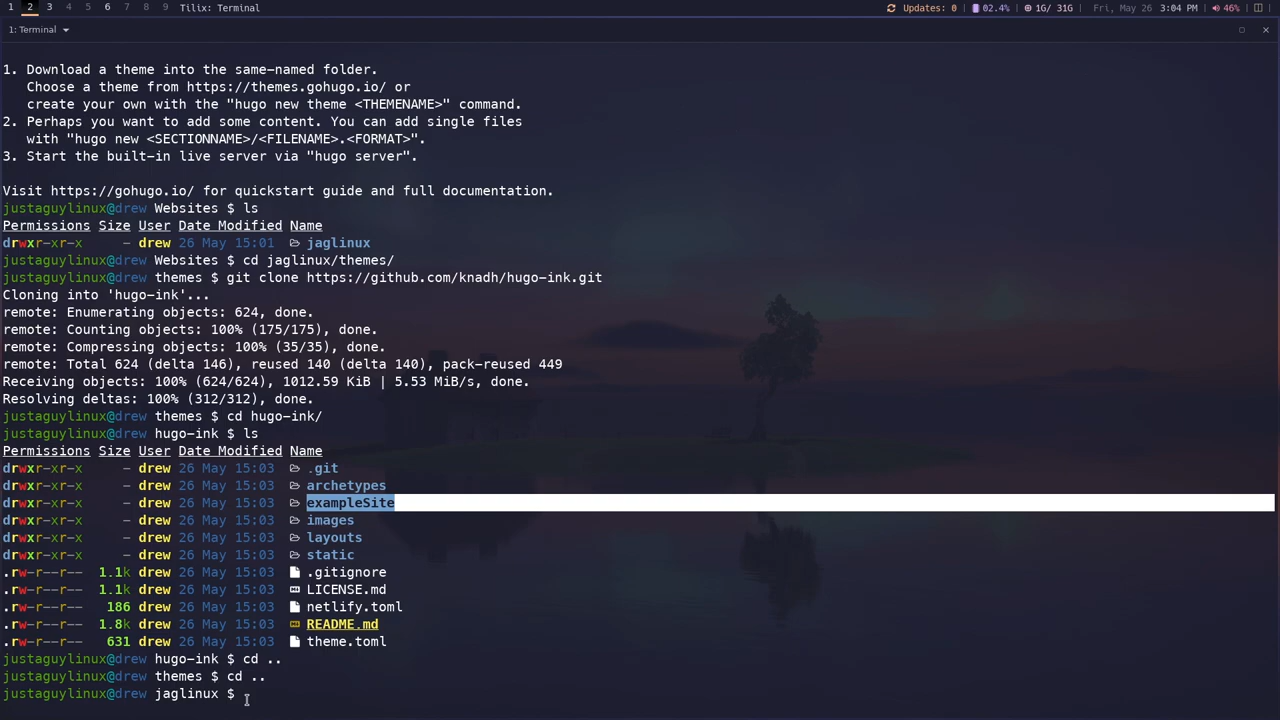 1 2 3 4 5 6 7 8 9 Tilix: Terminal Updates: 0 02.4% 1G/ 31G Fri, May 26 3:04 PM 46%
1: Terminal
1. Download a theme into the same-named folder.
Choose a theme from https://themes.gohugo.io/ or
create your own with the "hugo new theme <THEMENAME>" command.
2. Perhaps you want to add some content. You can add single files
with "hugo new <SECTIONNAME>/<FILENAME>.<FORMAT>".
3. Start the built-in live server via "hugo server".
Visit https://gohugo.io/ for quickstart guide and full documentation.
justaguylinux@drew Websites $ ls
Permissions Size User Date Modified Name
drwxr-xr-x - drew 26 May 15:01 jaglinux
justaguylinux@drew Websites $ cd jaglinux/themes/
justaguylinux@drew themes $ git clone https://github.com/knadh/hugo-ink.git
Cloning into 'hugo-ink'...
remote: Enumerating objects: 624, done.
remote: Counting objects: 100% (175/175), done.
remote: Compressing objects: 100% (35/35), done.
remote: Total 624 (delta 146), reused 140 (delta 140), pack-reused 449
Receiving objects: 100% (624/624), 1012.59 KiB | 5.53 MiB/s, done.
Resolving deltas: 100% (312/312), done.
justaguylinux@drew themes $ cd hugo-ink/
justaguylinux@drew hugo-ink $ ls
Permissions Size User Date Modified Name
drwxr-xr-x - drew 26 May 15:03 .git
drwxr-xr-x - drew 26 May 15:03 archetypes
drwxr-xr-x - drew 26 May 15:03 exampleSite
drwxr-xr-x - drew 26 May 15:03 images
drwxr-xr-x - drew 26 May 15:03 layouts
drwxr-xr-x - drew 26 May 15:03 static
.rw-r--r-- 1.1k drew 26 May 15:03 .gitignore
.rw-r--r-- 1.1k drew 26 May 15:03 LICENSE.md
.rw-r--r-- 186 drew 26 May 15:03 netlify.toml
.rw-r--r-- 1.8k drew 26 May 15:03 README.md
.rw-r--r-- 631 drew 26 May 15:03 theme.toml
justaguylinux@drew hugo-ink $ cd ..
justaguylinux@drew themes $ cd ..
justaguylinux@drew jaglinux $